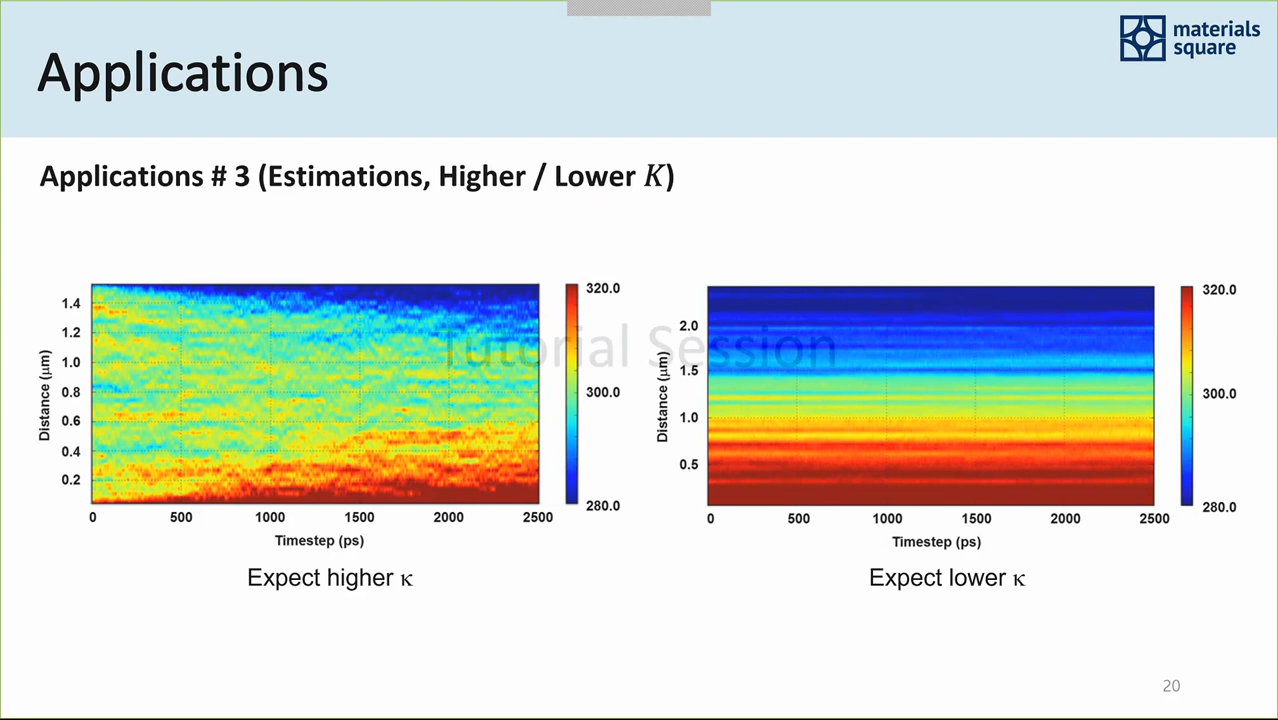 Applications
materials
square
Applications # 3 (Estimations, Higher / Lower K)
Tutorial Session
Distance (μm)
1.4
1.2
1.0
0.8
0.6
0.4
0.2
0 500 1000 1500 2000 2500
Timestep (ps)
320.0
300.0
280.0
Expect higher κ
Distance (μm)
2.0
1.5
1.0
0.5
0 500 1000 1500 2000 2500
Timestep (ps)
320.0
300.0
280.0
Expect lower κ
20